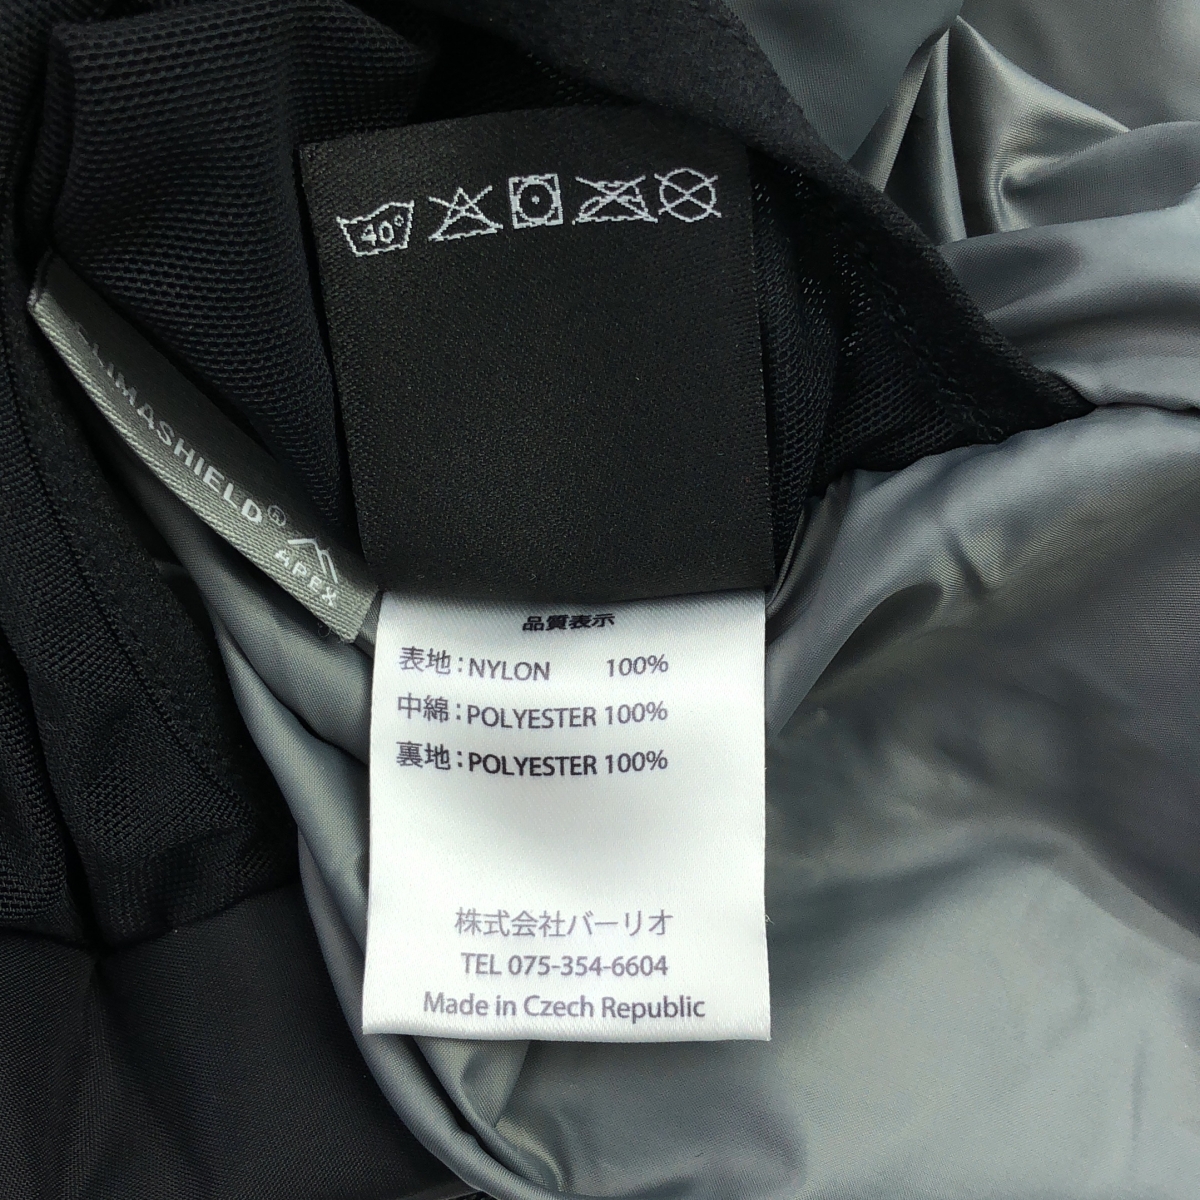 40°
CLIMASHIELD®
APEX
品質表示
表地：NYLON 100%
中綿：POLYESTER 100%
裏地：POLYESTER 100%
株式会社バーリオ
TEL 075-354-6604
Made in Czech Republic